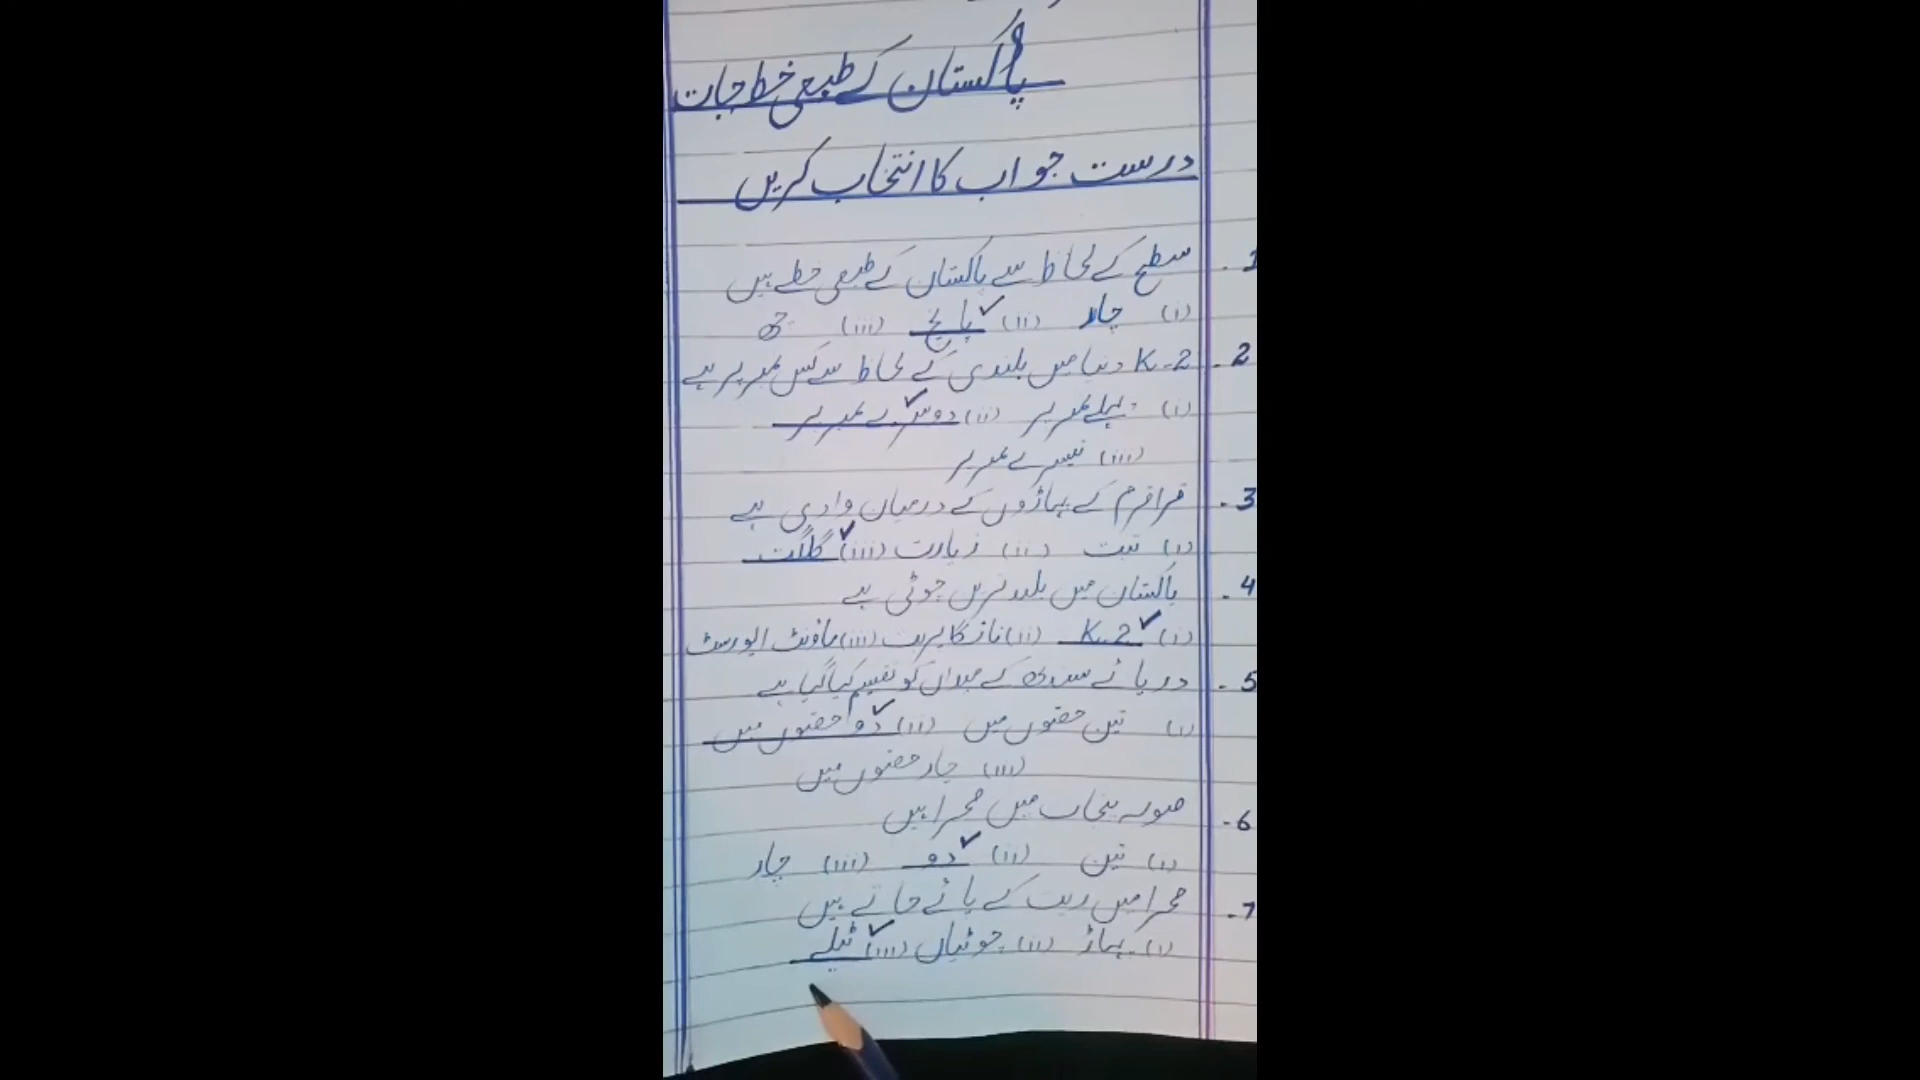 پاکستان کے طبعی خطہ جات
درست جواب کا انتخاب کریں
1. سطح کے لحاظ سے پاکستان کے طبعی خطے ہیں
(i) چار (ii) پانچ (iii) چھ
2. K-2 دنیا میں بلندی کے لحاظ سے کس نمبر پر ہے
(i) پہلے نمبر پر (ii) دوسرے نمبر پر
(iii) تیسرے نمبر پر
3. قراقرم کے پہاڑوں کے درمیان وادی ہے
(i) تبت (ii) زیارت (iii) گلگت
4. پاکستان میں بلند ترین چوٹی ہے
(i) K-2 (ii) نانگا پربت (iii) ماؤنٹ ایورسٹ
5. دریائے سندھ کے میدان کو تقسیم کیا گیا ہے
(i) تین حصوں میں (ii) دو حصوں میں
(iii) چار حصوں میں
6. صوبہ پنجاب میں صحرا ہیں
(i) تین (ii) دو (iii) چار
7. صحرا میں ریت کے پائے جاتے ہیں
(i) پہاڑ (ii) چوٹیاں (iii) ٹیلے